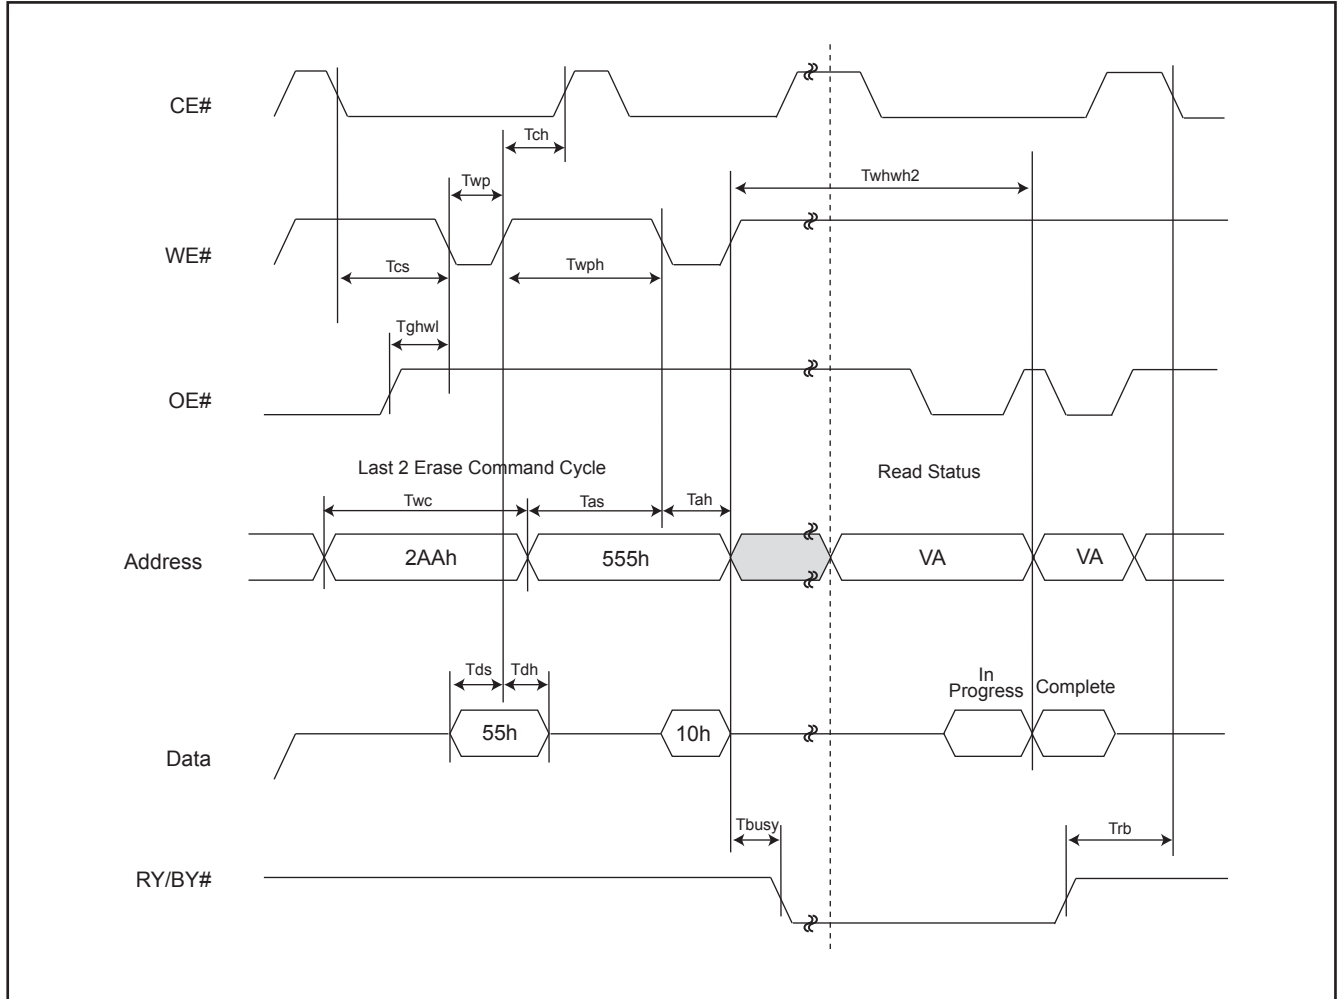 CE#
Tch
Twp
Twhwh2
WE#
Tcs
Twph
Tghwl
OE#
Last 2 Erase Command Cycle
Read Status
Twc
Tas
Tah
Address
2AAh
555h
VA
VA
Tds
Tdh
In
Progress
Complete
55h
10h
Data
Tbusy
Trb
RY/BY#